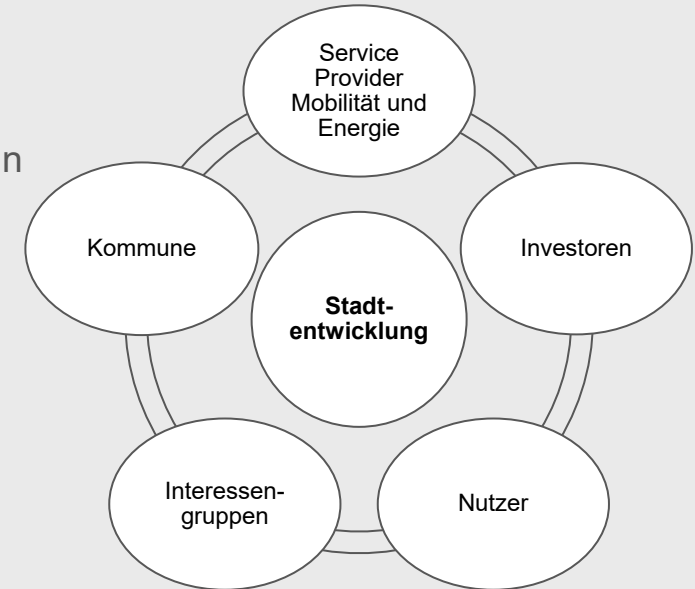 Service
Provider
Mobilität und
Energie
n
Kommune
Investoren
Stadt-
entwicklung
Interessen-
gruppen
Nutzer